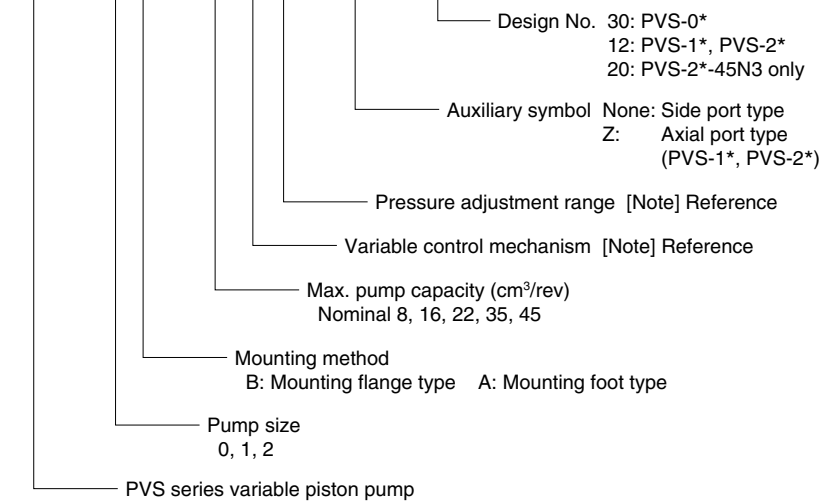 Design No. 30: PVS-0*
12: PVS-1*, PVS-2*
20: PVS-2*-45N3 only
Auxiliary symbol None: Side port type
Z: Axial port type
(PVS-1*, PVS-2*)
Pressure adjustment range [Note] Reference
Variable control mechanism [Note] Reference
Max. pump capacity (cm³/rev)
Nominal 8, 16, 22, 35, 45
Mounting method
B: Mounting flange type A: Mounting foot type
Pump size
0, 1, 2
PVS series variable piston pump